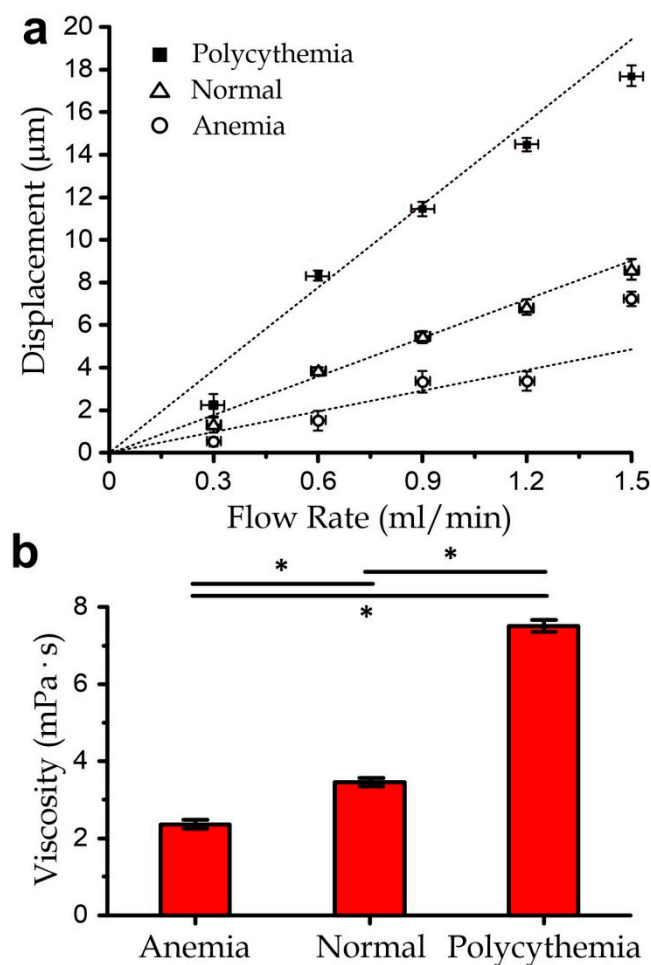 a
20
18
16
14
12
10
8
6
4
2
0
Displacement (μm)
Polycythemia
Normal
Anemia
0 0.3 0.6 0.9 1.2 1.5
Flow Rate (ml/min)
b
* *
*
8
6
4
2
0
Viscosity (mPa · s)
Anemia Normal Polycythemia